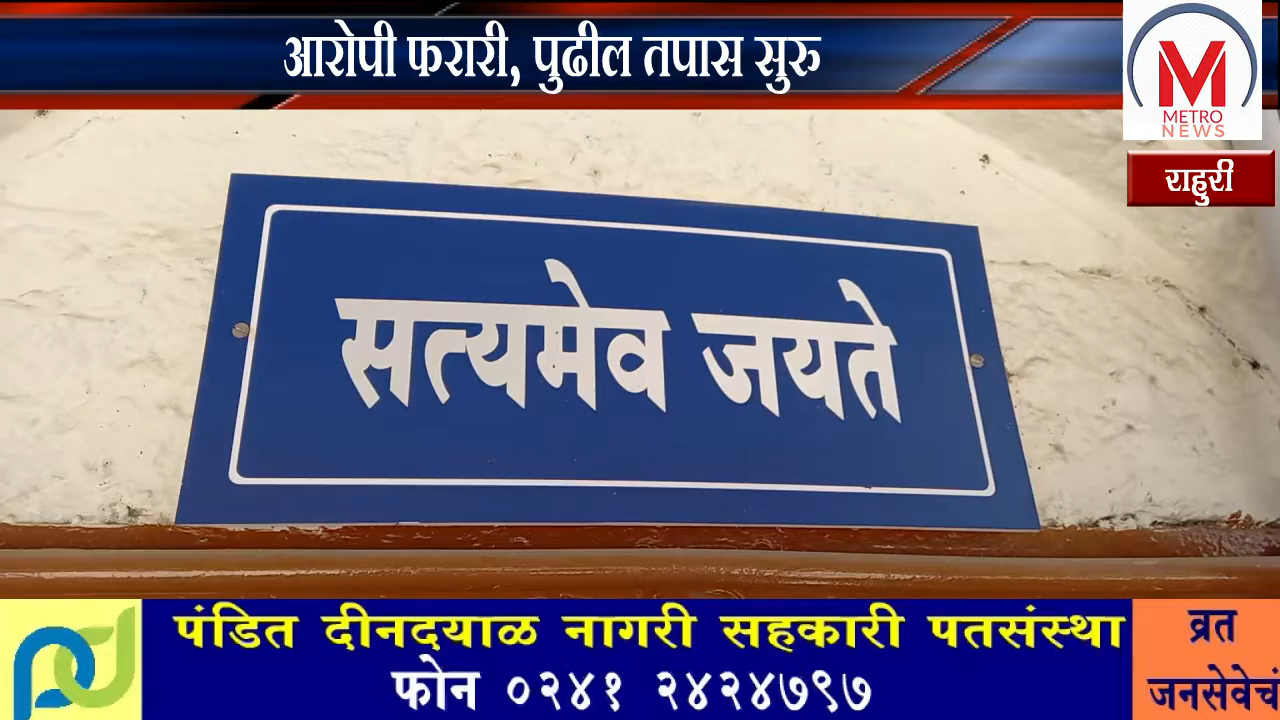 आरोपी फरारी, पुढील तपास सुरु
M
METRO
NEWS
राहुरी
सत्यमेव जयते
पंडित दीनदयाळ नागरी सहकारी पतसंस्था
फोन ०२४१ २४२४७९७
व्रत
जनसेवेचं